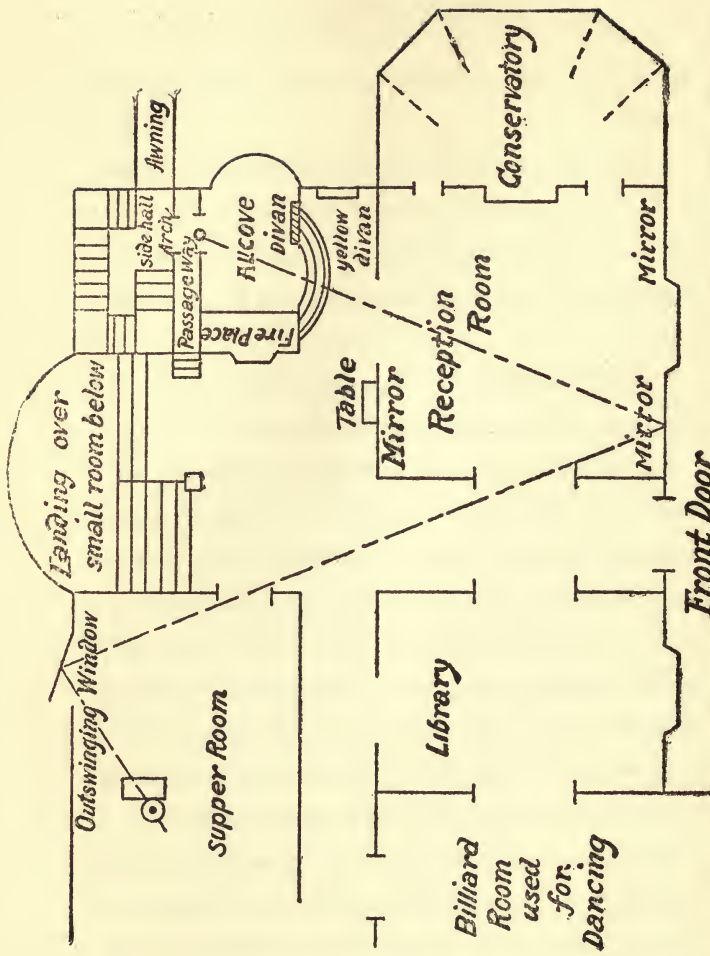 Awning
side hall
Arch
Passageway
Alcove
Divan
Fire Place
yellow
divan
Conservatory
Landing over
small room below
Table
Mirror
Reception
Room
Mirror
Mirror
Outswinging Window
Supper Room
Library
Front Door
Billiard
Room
used
for
Dancing